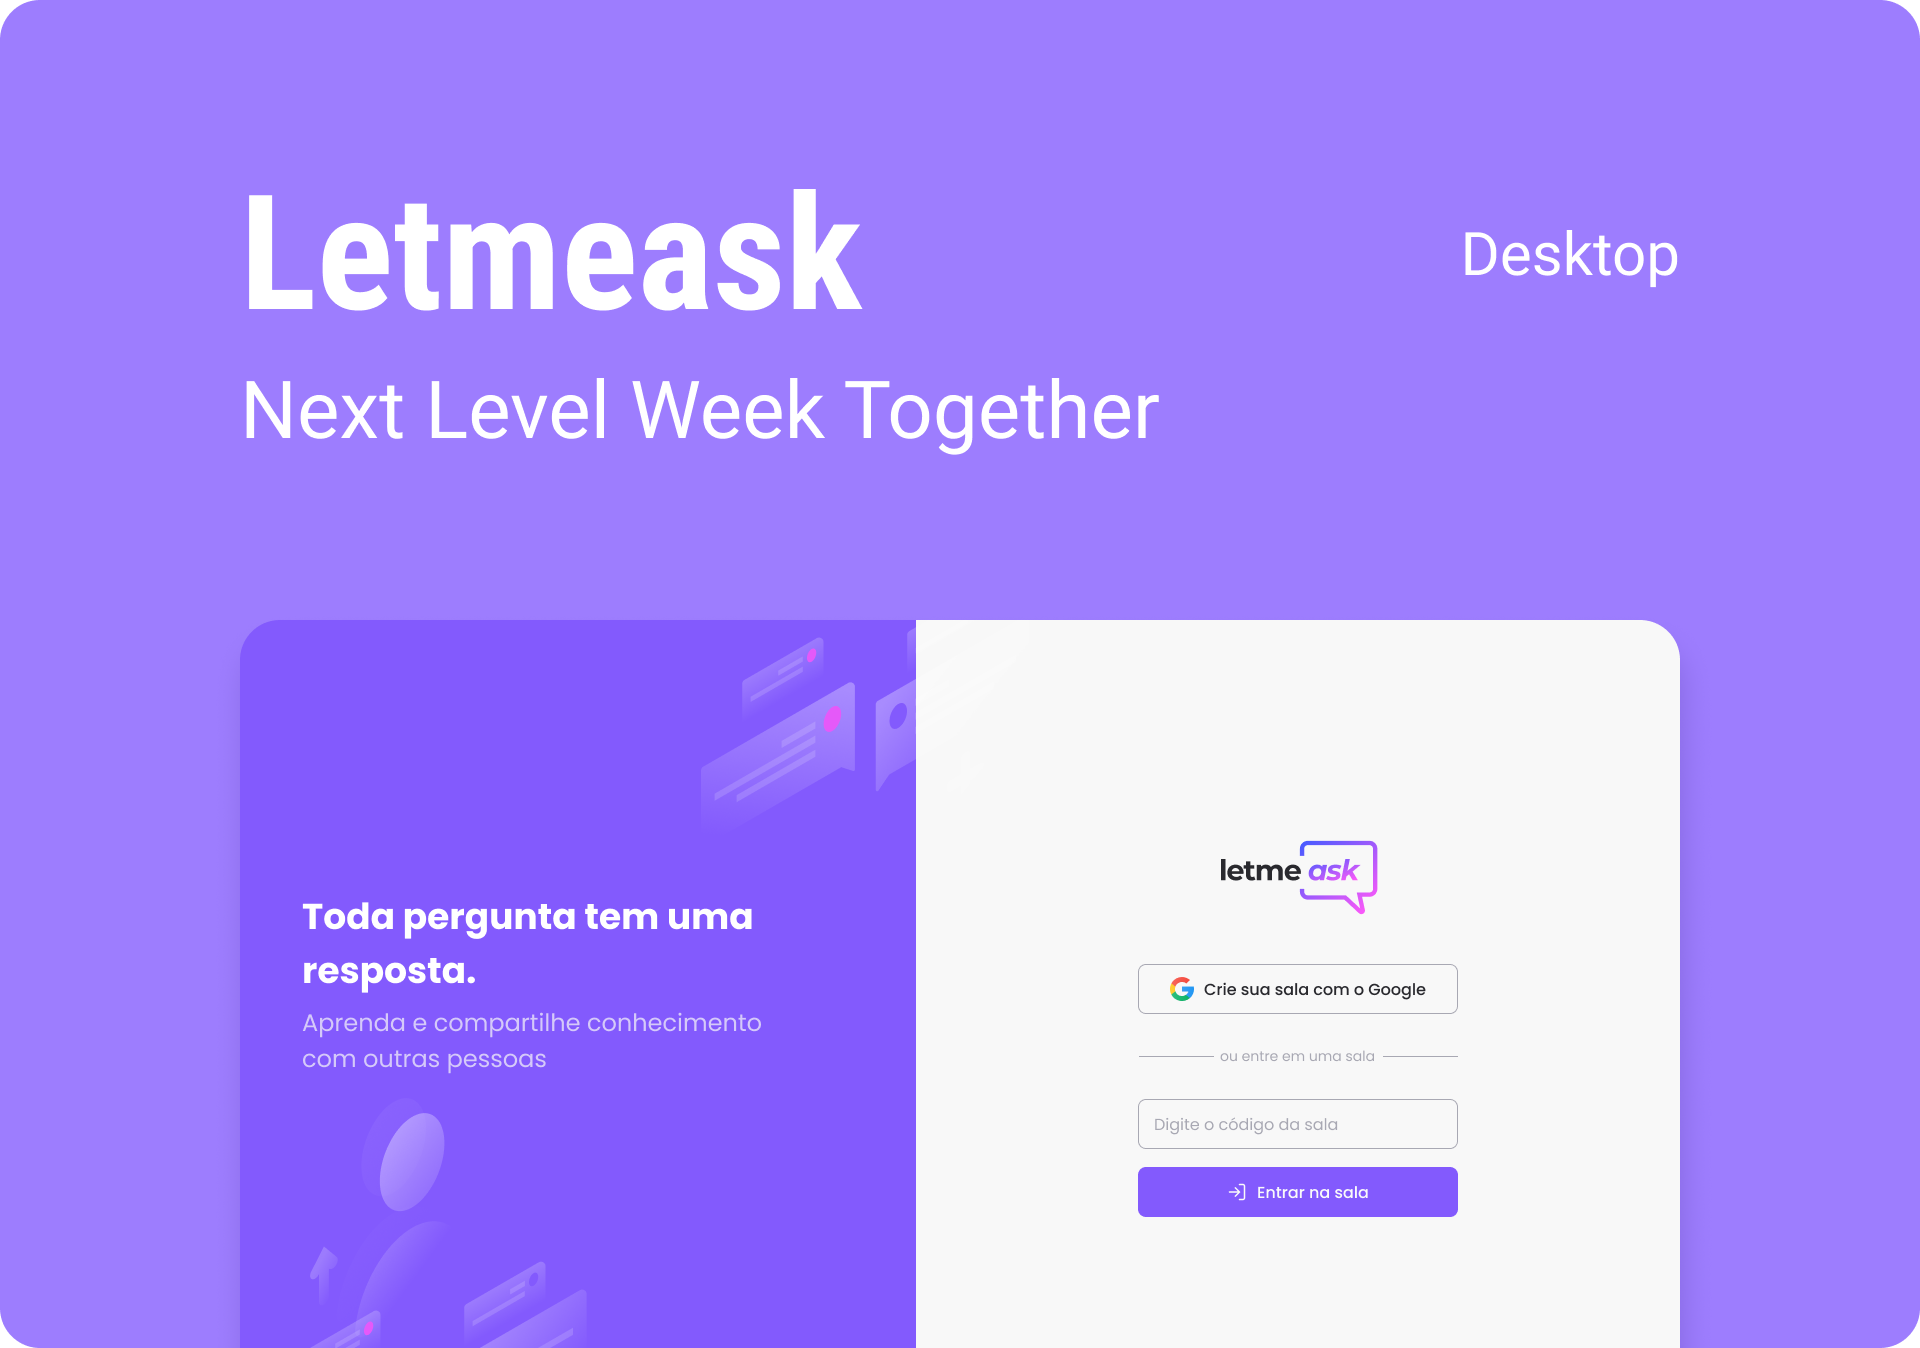 Letmeask
Desktop
Next Level Week Together
Toda pergunta tem uma
resposta.
Aprenda e compartilhe conhecimento
com outras pessoas
letme ask
Crie sua sala com o Google
ou entre em uma sala
Digite o código da sala
Entrar na sala